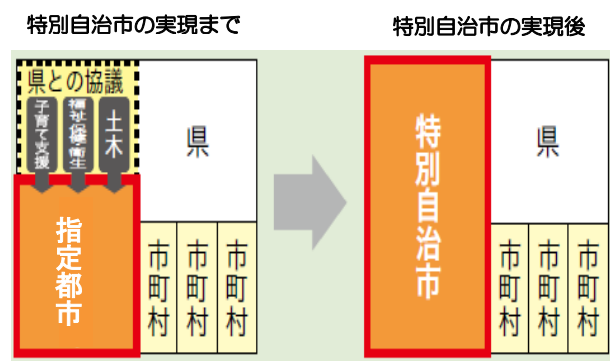 特別自治市の実現まで
県との協議
子育て支援
福祉・保健・衛生
土木
県
指定都市
市町村
市町村
市町村
特別自治市の実現後
特別自治市
県
市町村
市町村
市町村